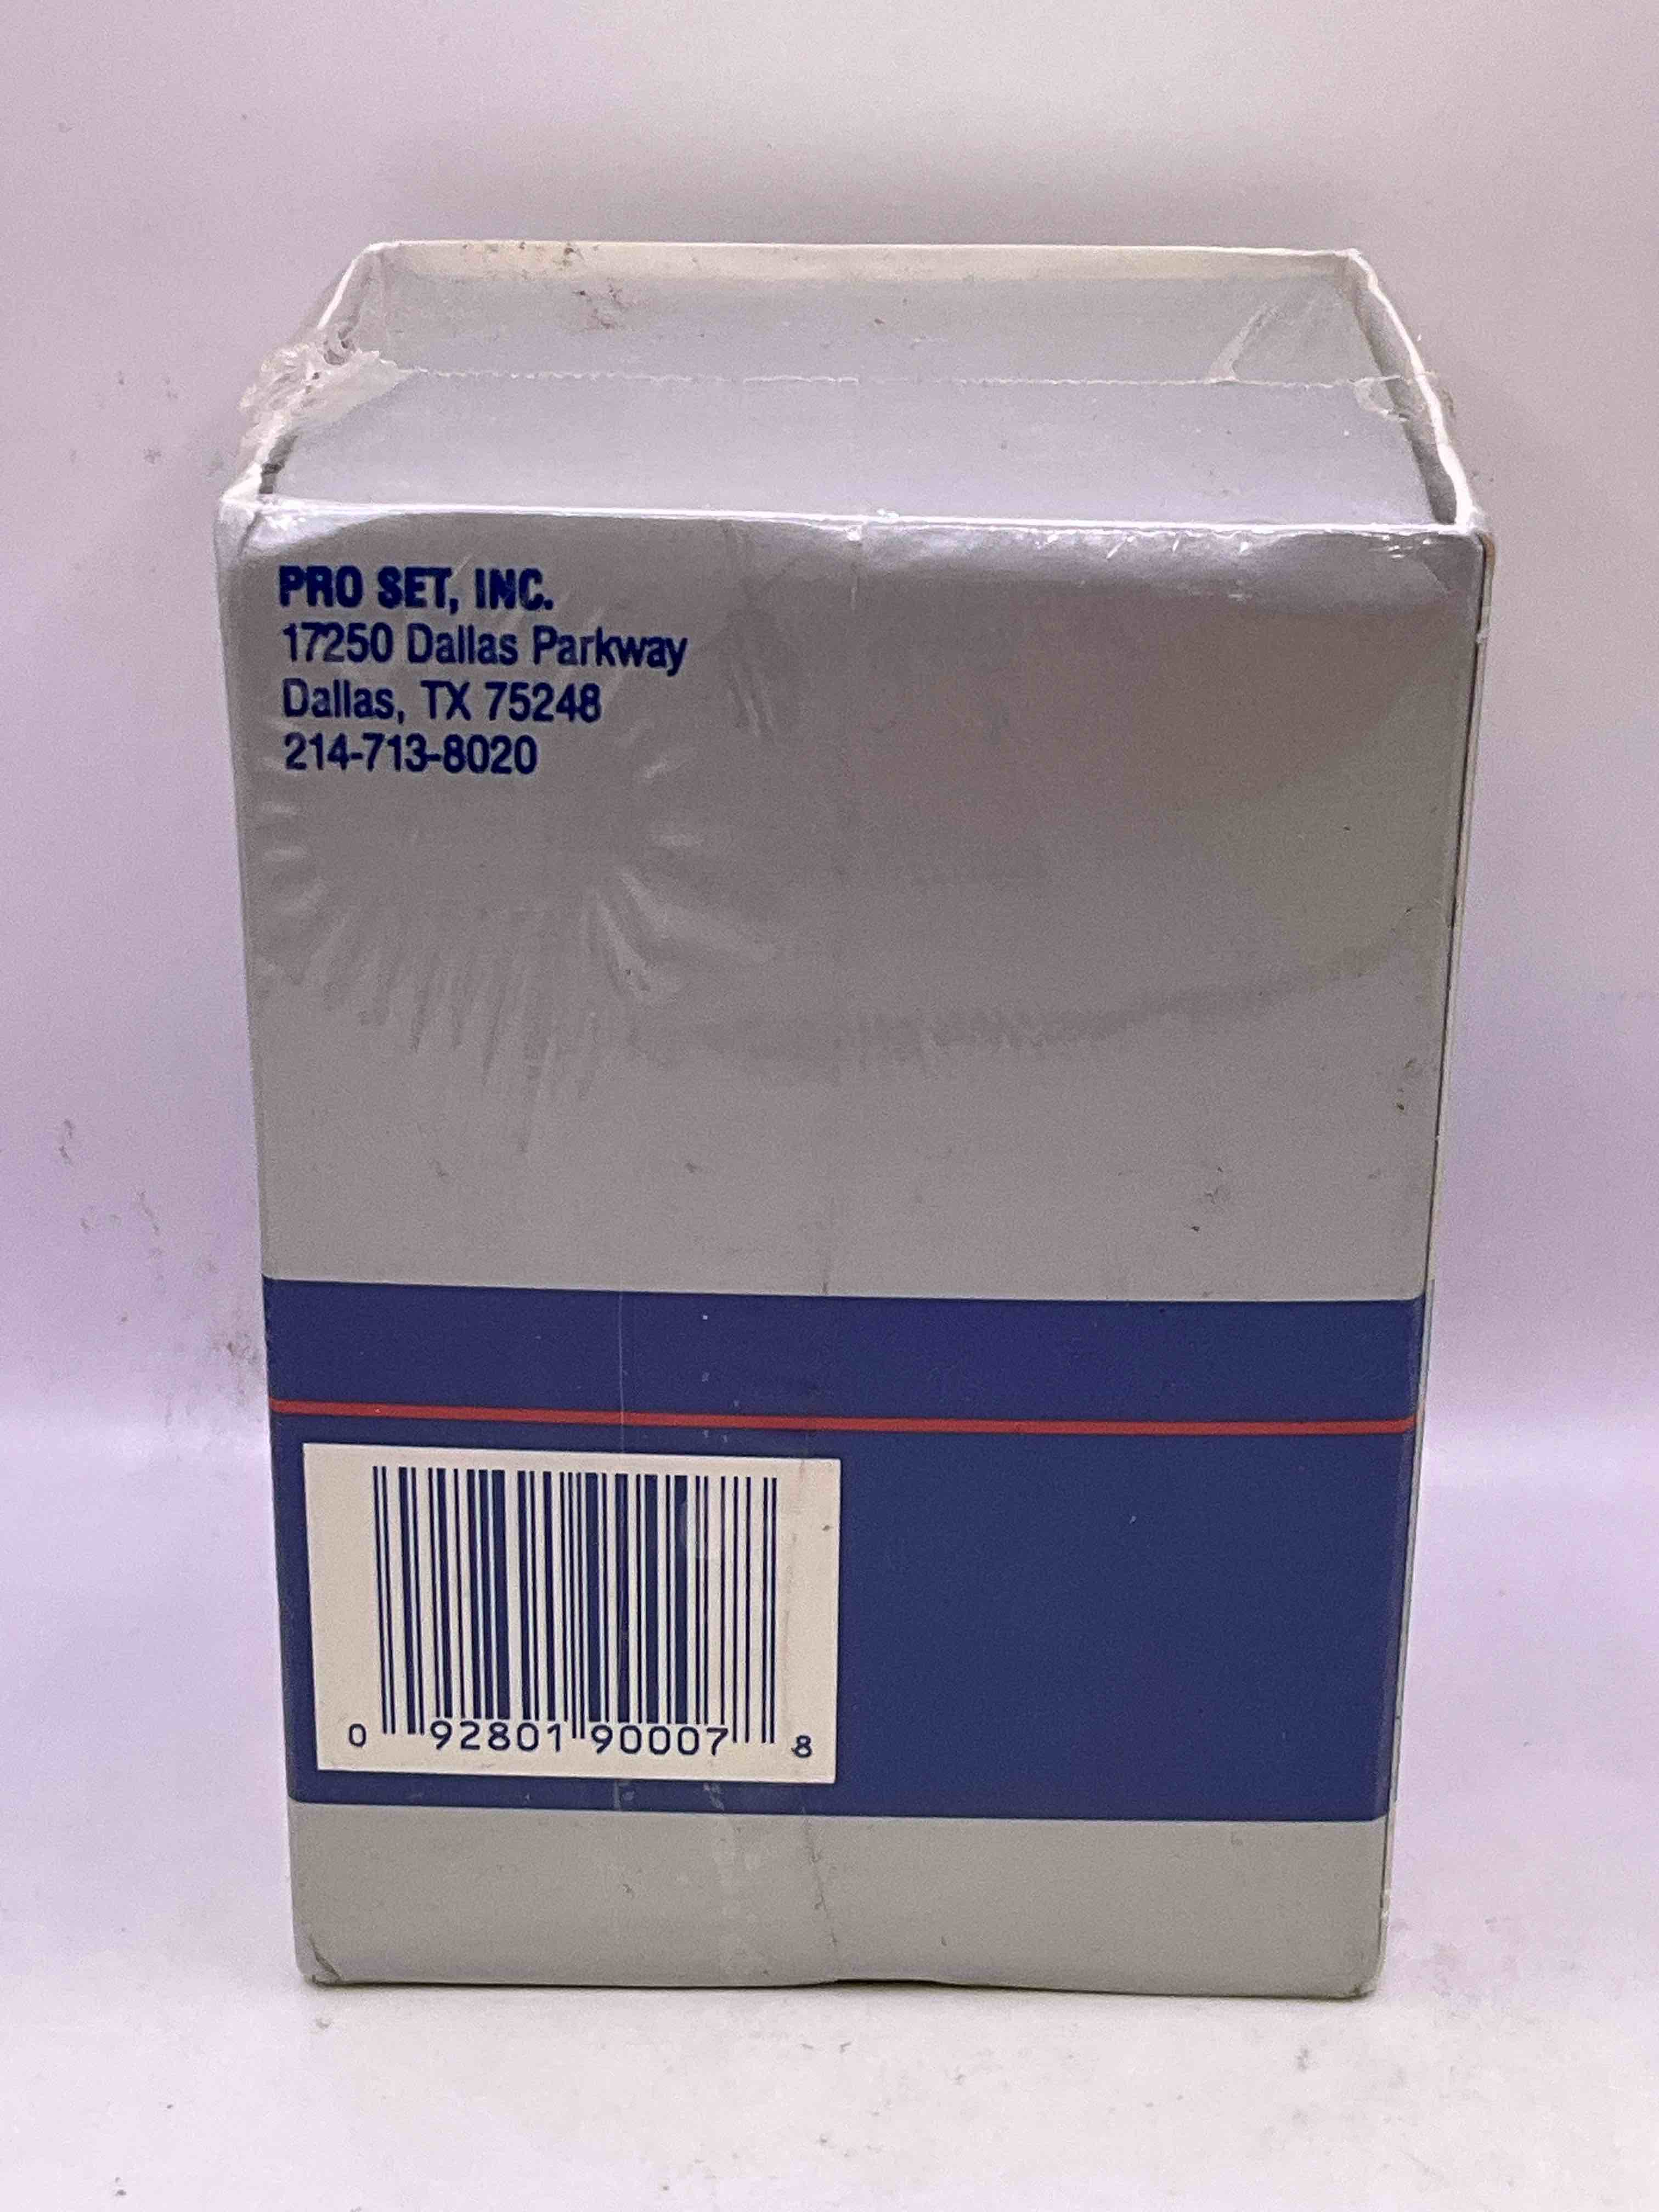 PRO SET, INC.
17250 Dallas Parkway
Dallas, TX 75248
214-713-8020
0 92801 90007 8